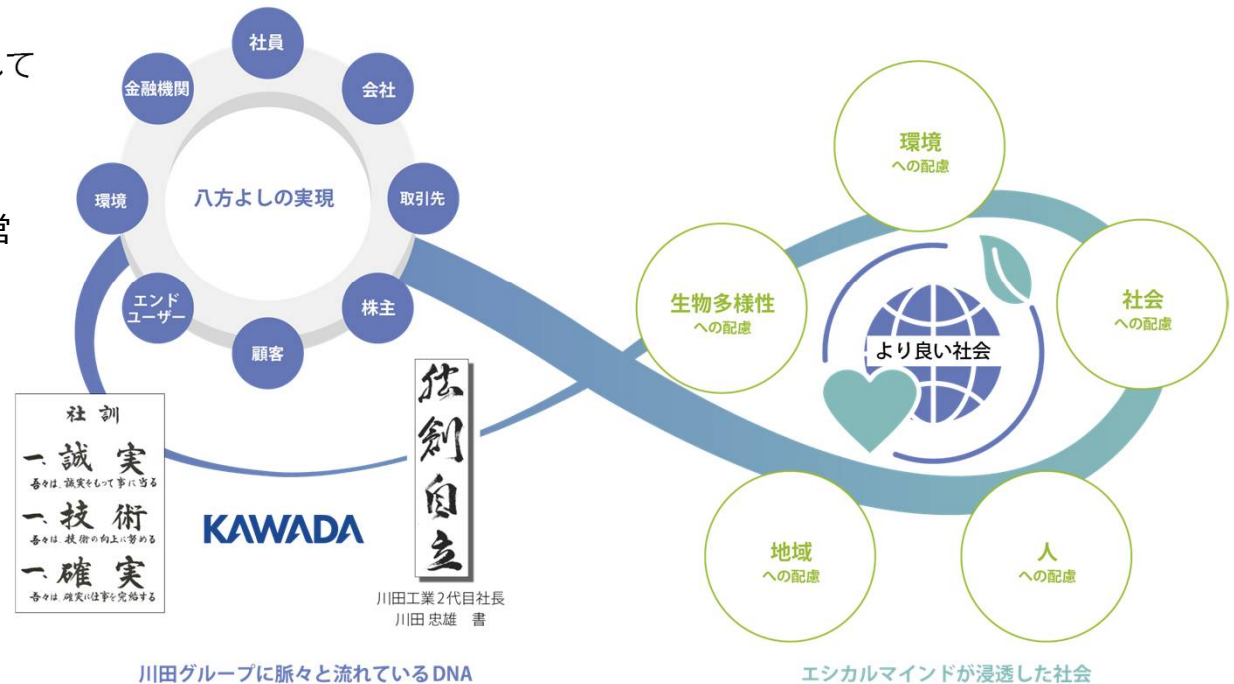 して
営
社員
会社
取引先
株主
顧客
エンド
ユーザー
環境
金融機関
八方よしの実現
社訓
一、誠実
吾々は、誠実をもって事に当る
一、技術
吾々は、技術の向上に努める
一、確実
吾々は、確実に仕事を完遂する
KAWADA
創自立
川田工業2代目社長
川田 忠雄 書
川田グループに脈々と流れているDNA
環境
への配慮
社会
への配慮
人
への配慮
地域
への配慮
生物多様性
への配慮
より良い社会
エシカルマインドが浸透した社会